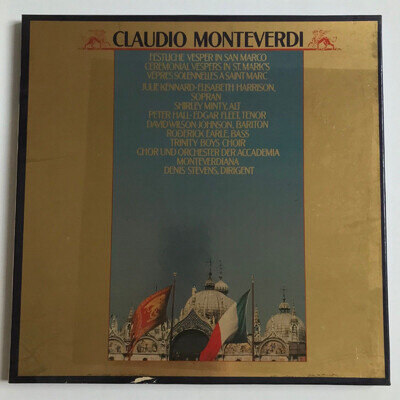 CLAUDIO MONTEVERDI
FESTLICHE VESPER IN SAN MARCO
CEREMONIAL VESPERS IN ST. MARK'S
VÊPRES SOLENNELLES A SAINT MARC
JULIE KENNARD-ELISABETH HARRISON,
SOPRAN
SHIRLEY MINTY, ALT
PETER HALL-EDGAR FLEET, TENOR
DAVID WILSON JOHNSON, BARITON
RODERICK EARLE, BASS
TRINITY BOYS CHOIR
CHOR UND ORCHESTER DER ACCADEMIA
MONTEVERDIANA
DENIS STEVENS, DIRIGENT